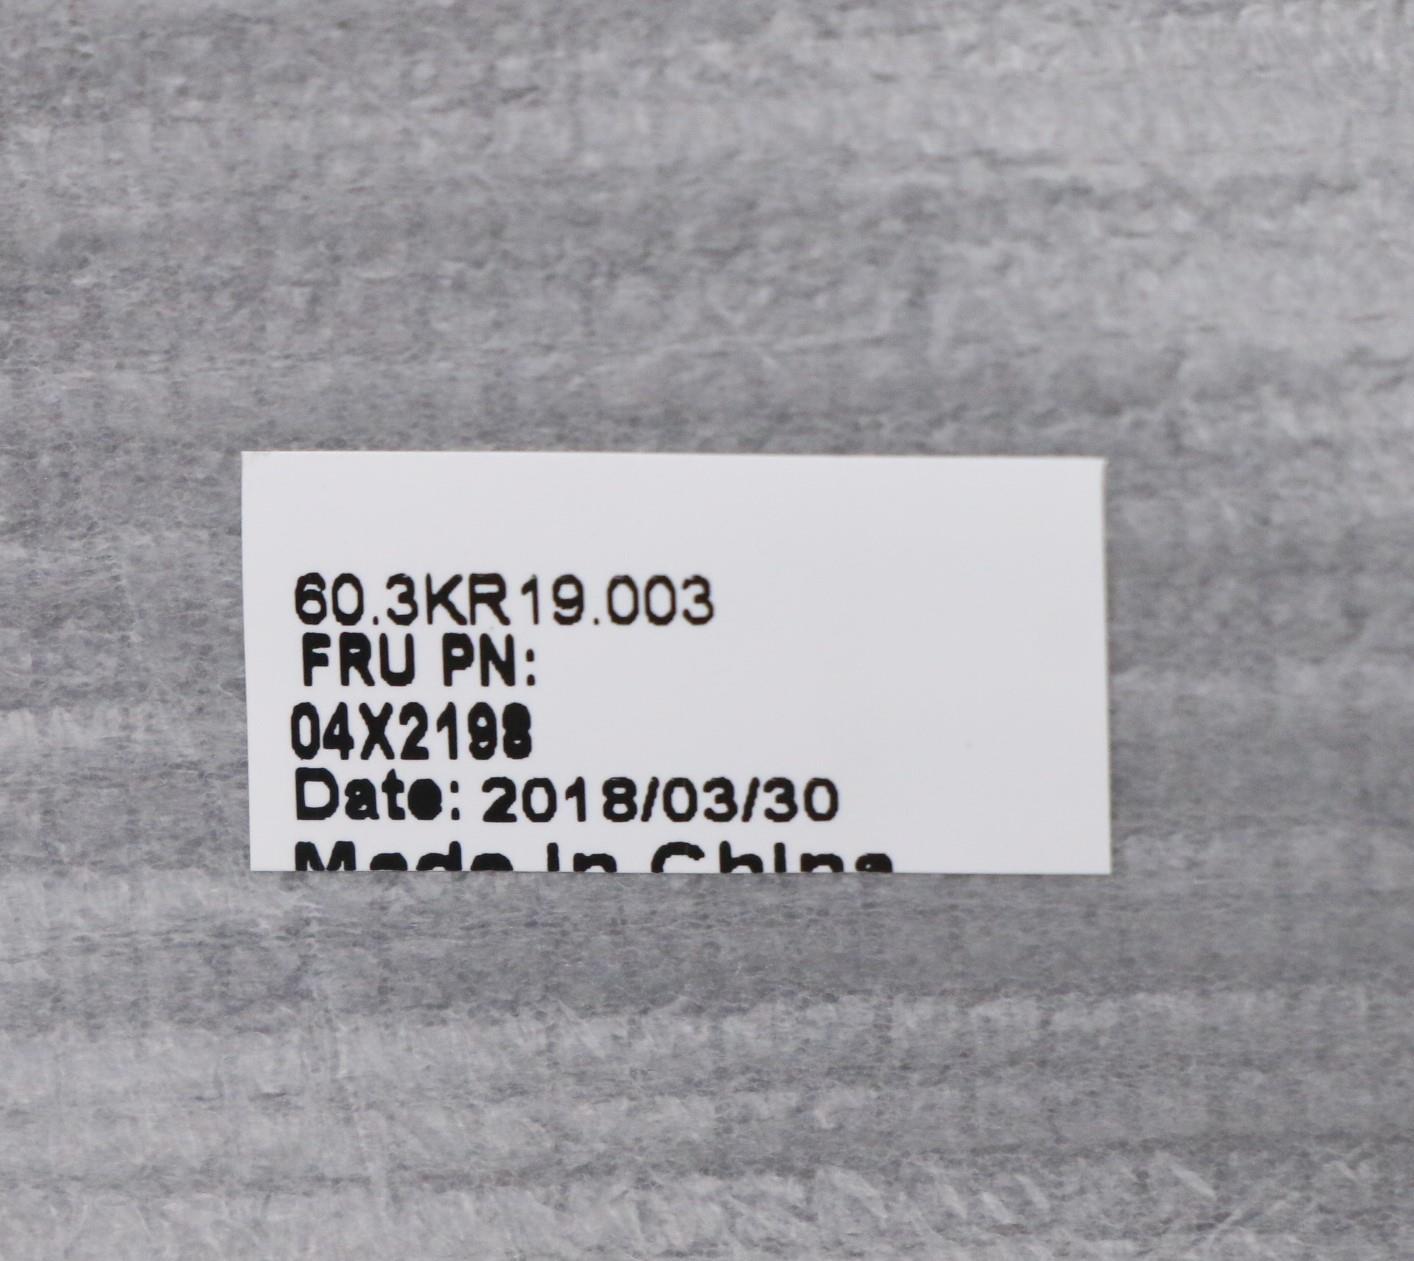 60.3KR19.003
FRU PN:
04X2198
Date: 2018/03/30
Made in China